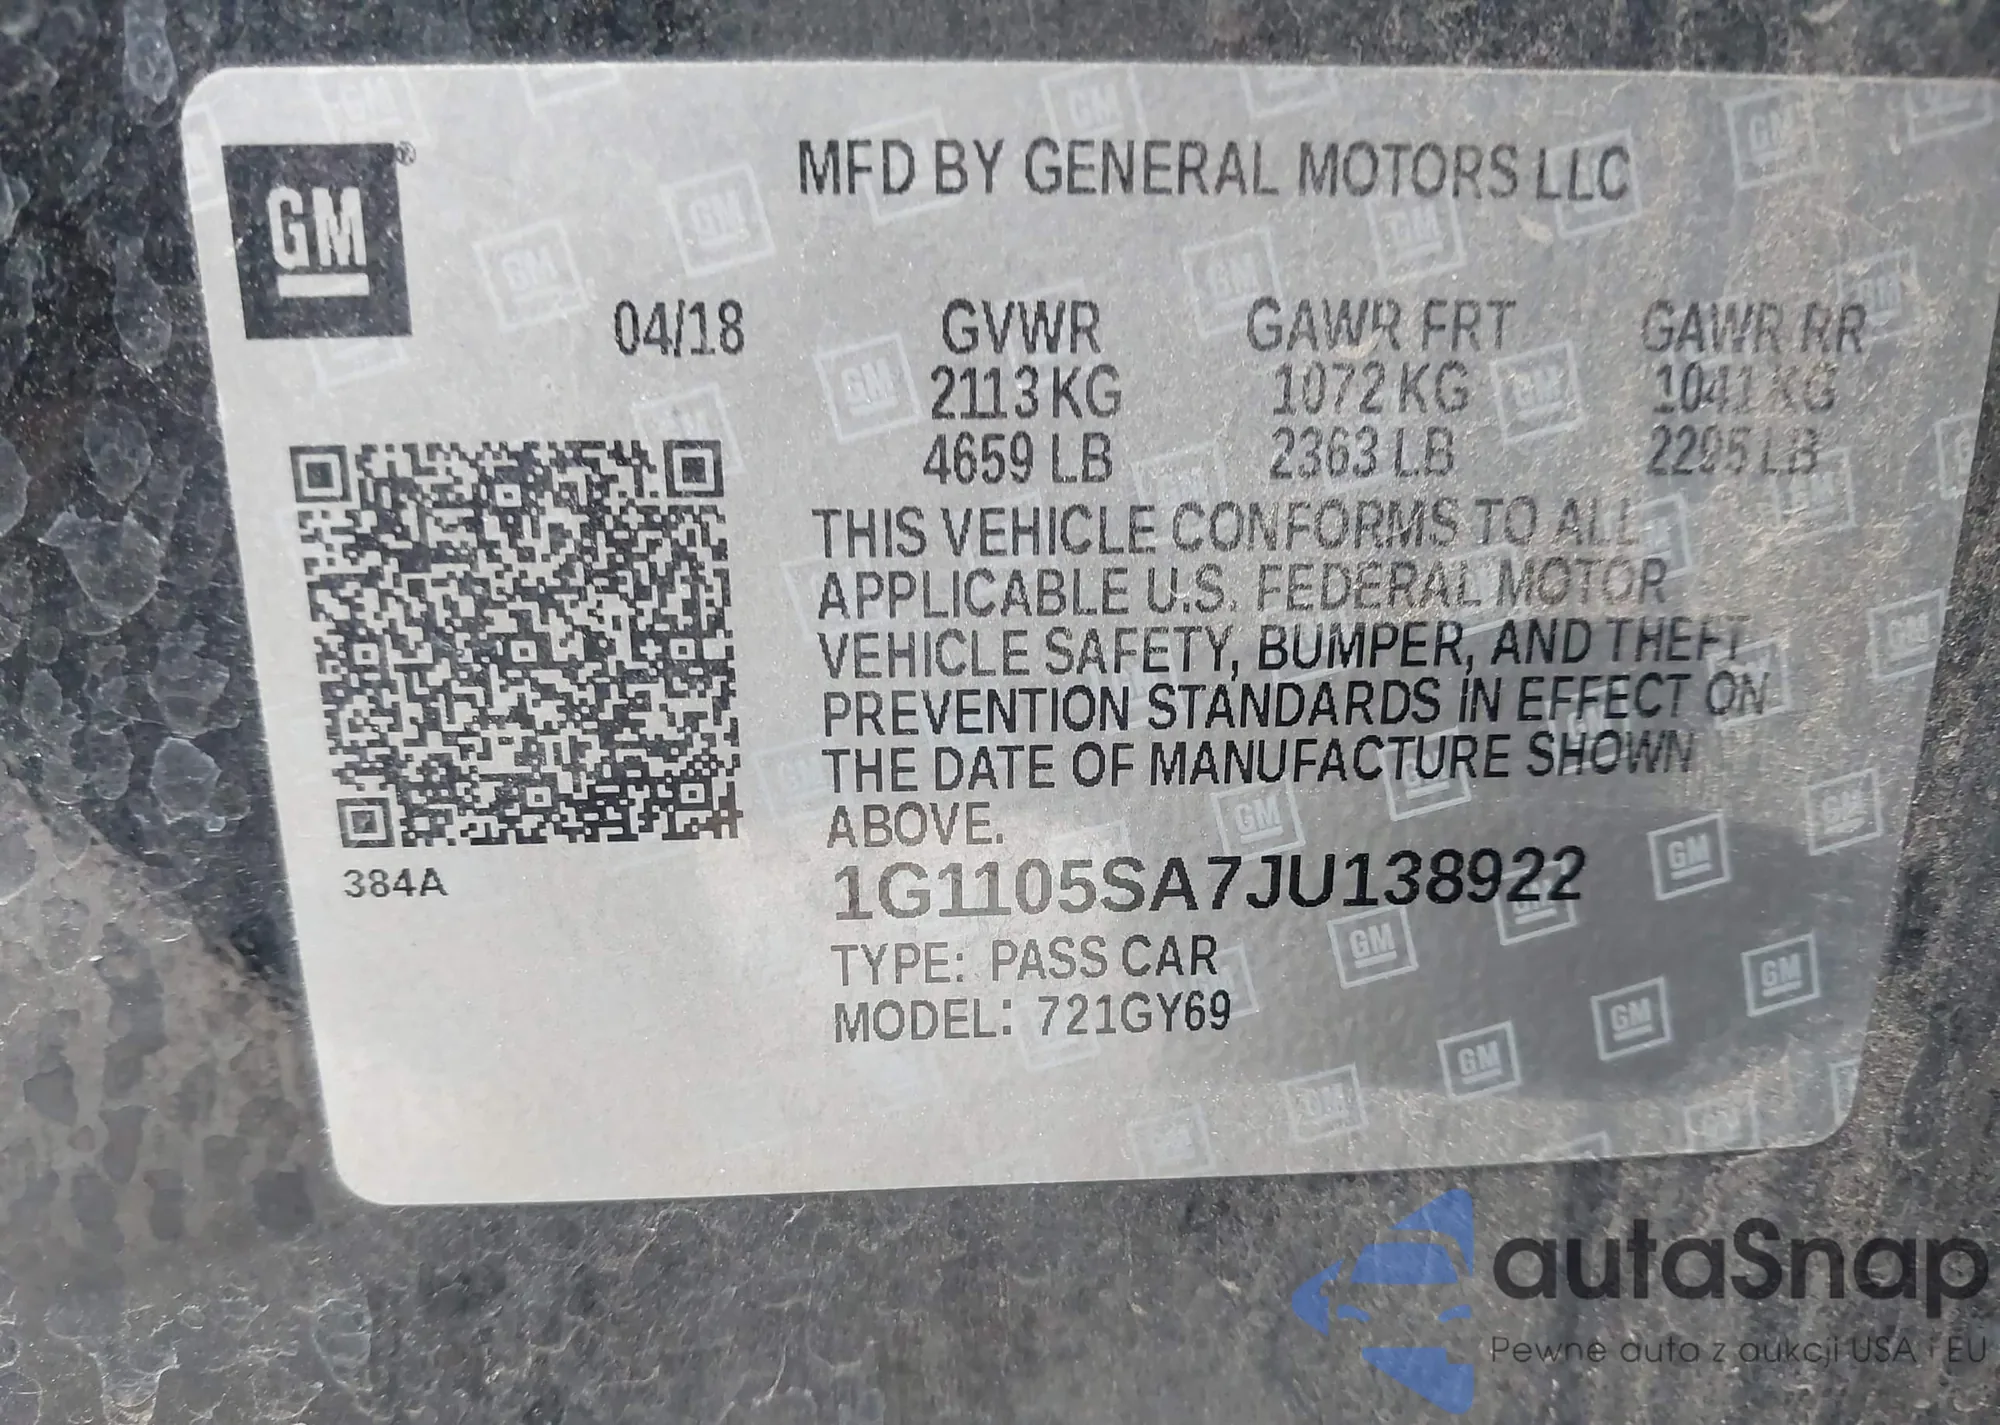 GM®
MFD BY GENERAL MOTORS LLC
04/18 GVWR GAWR FRT GAWR RR
2113 KG 1072 KG 1041 KG
4659 LB 2363 LB 2295 LB
THIS VEHICLE CONFORMS TO ALL
APPLICABLE U.S. FEDERAL MOTOR
VEHICLE SAFETY, BUMPER, AND THEFT
PREVENTION STANDARDS IN EFFECT ON
THE DATE OF MANUFACTURE SHOWN
ABOVE.
384A
1G1105SA7JU138922
TYPE: PASS CAR
MODEL: 721GY69
autaSnap
Pewne auta z aukcji USA i EU